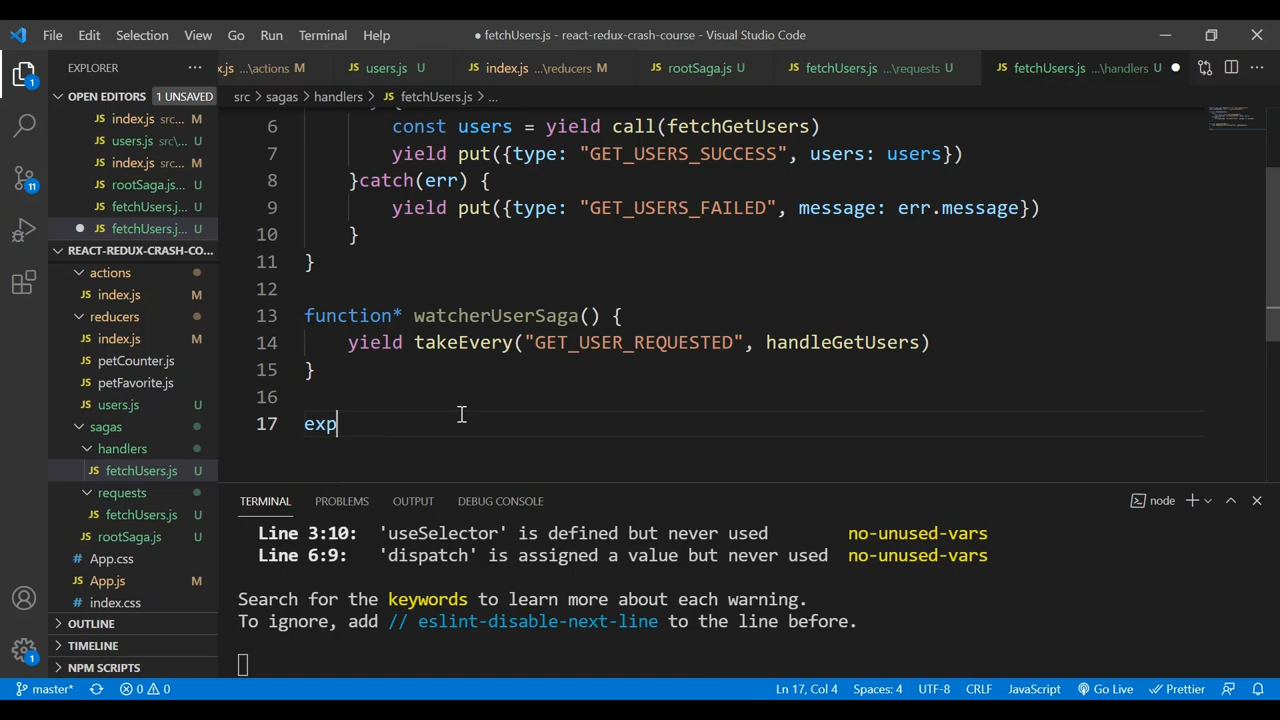 File Edit Selection View Go Run Terminal Help
● fetchUsers.js - react-redux-crash-course - Visual Studio Code
EXPLORER ...
x.js ...\actions M
JS users.js U
JS index.js ...\reducers M
JS rootSaga.js U
JS fetchUsers.js ...\requests U
JS fetchUsers.js ...\handlers U ●
OPEN EDITORS 1 UNSAVED
src > sagas > handlers > JS fetchUsers.js > ...
JS index.js src... M
JS users.js src\... U
JS index.js src... M
JS rootSaga.js... U
JS fetchUsers.j... U
● JS fetchUsers.j... U
REACT-REDUX-CRASH-CO...
actions
JS index.js M
reducers
JS index.js M
JS petCounter.js
JS petFavorite.js
JS users.js U
sagas
handlers
JS fetchUsers.js U
requests
JS fetchUsers.js U
JS rootSaga.js U
# App.css
JS App.js M
# index.css
OUTLINE
TIMELINE
NPM SCRIPTS
1
11
1
6 const users = yield call(fetchGetUsers)
7 yield put({type: "GET_USERS_SUCCESS", users: users})
8 }catch(err) {
9 yield put({type: "GET_USERS_FAILED", message: err.message})
10 }
11 }
12
13 function* watcherUserSaga() {
14 yield takeEvery("GET_USER_REQUESTED", handleGetUsers)
15 }
16
17 exp
TERMINAL PROBLEMS OUTPUT DEBUG CONSOLE
node
Line 3:10: 'useSelector' is defined but never used no-unused-vars
Line 6:9: 'dispatch' is assigned a value but never used no-unused-vars
Search for the keywords to learn more about each warning.
To ignore, add // eslint-disable-next-line to the line before.
master* 0 0 Ln 17, Col 4 Spaces: 4 UTF-8 CRLF JavaScript Go Live Prettier